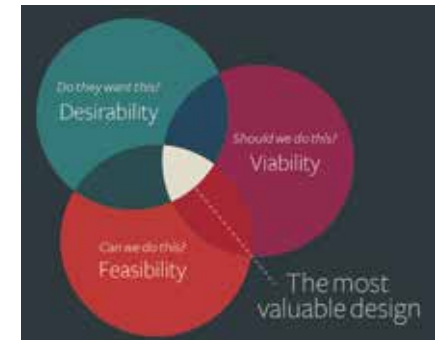 Do they want this?
Desirability
Should we do this?
Viability
Can we do this?
Feasibility
The most
valuable design